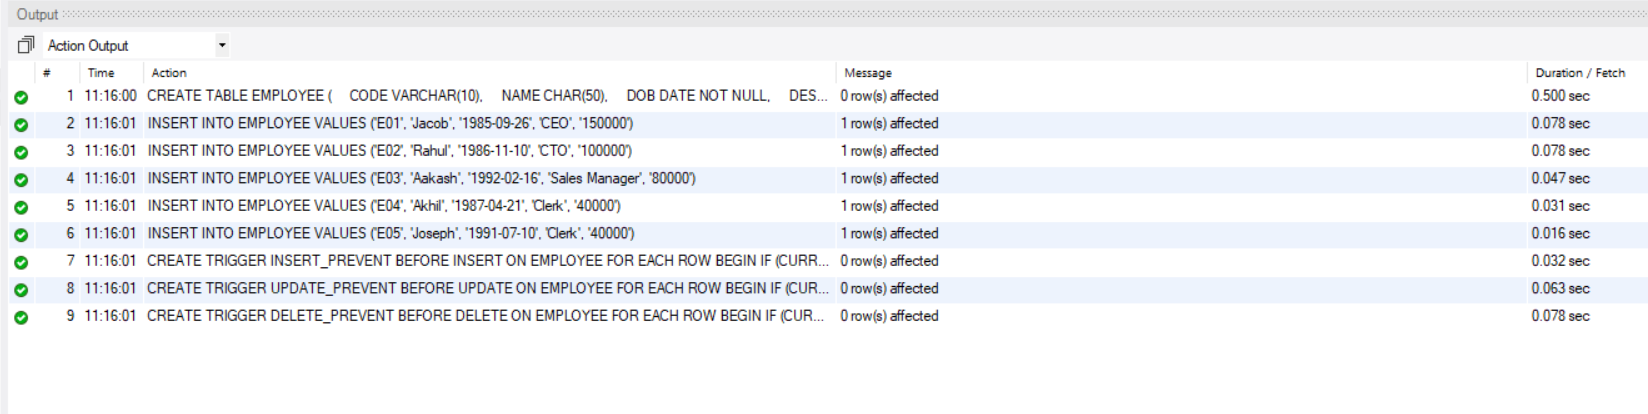 Output
Action Output
# Time Action Message Duration / Fetch
1 11:16:00 CREATE TABLE EMPLOYEE ( CODE VARCHAR(10), NAME CHAR(50), DOB DATE NOT NULL, DES... 0 row(s) affected 0.500 sec
2 11:16:01 INSERT INTO EMPLOYEE VALUES ('E01', 'Jacob', '1985-09-26', 'CEO', '150000') 1 row(s) affected 0.078 sec
3 11:16:01 INSERT INTO EMPLOYEE VALUES ('E02', 'Rahul', '1986-11-10', 'CTO', '100000') 1 row(s) affected 0.078 sec
4 11:16:01 INSERT INTO EMPLOYEE VALUES ('E03', 'Aakash', '1992-02-16', 'Sales Manager', '80000') 1 row(s) affected 0.047 sec
5 11:16:01 INSERT INTO EMPLOYEE VALUES ('E04', 'Akhil', '1987-04-21', 'Clerk', '40000') 1 row(s) affected 0.031 sec
6 11:16:01 INSERT INTO EMPLOYEE VALUES ('E05', 'Joseph', '1991-07-10', 'Clerk', '40000') 1 row(s) affected 0.016 sec
7 11:16:01 CREATE TRIGGER INSERT_PREVENT BEFORE INSERT ON EMPLOYEE FOR EACH ROW BEGIN IF (CURR... 0 row(s) affected 0.032 sec
8 11:16:01 CREATE TRIGGER UPDATE_PREVENT BEFORE UPDATE ON EMPLOYEE FOR EACH ROW BEGIN IF (CUR... 0 row(s) affected 0.063 sec
9 11:16:01 CREATE TRIGGER DELETE_PREVENT BEFORE DELETE ON EMPLOYEE FOR EACH ROW BEGIN IF (CUR... 0 row(s) affected 0.078 sec